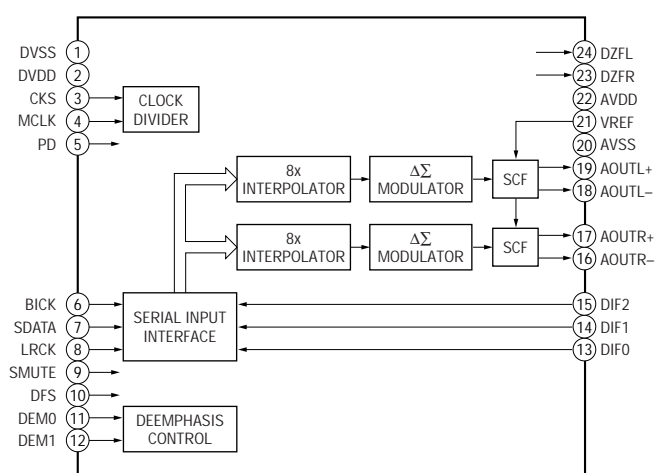 DVSS 1
DVDD 2
CKS 3
MCLK 4
PD 5
CLOCK
DIVIDER
24 DZFL
23 DZFR
22 AVDD
21 VREF
20 AVSS
19 AOUTL+
18 AOUTL–
17 AOUTR+
16 AOUTR–
8x
INTERPOLATOR
ΔΣ
MODULATOR
SCF
8x
INTERPOLATOR
ΔΣ
MODULATOR
SCF
BICK 6
SDATA 7
LRCK 8
SMUTE 9
DFS 10
DEM0 11
DEM1 12
SERIAL INPUT
INTERFACE
15 DIF2
14 DIF1
13 DIF0
DEEMPHASIS
CONTROL